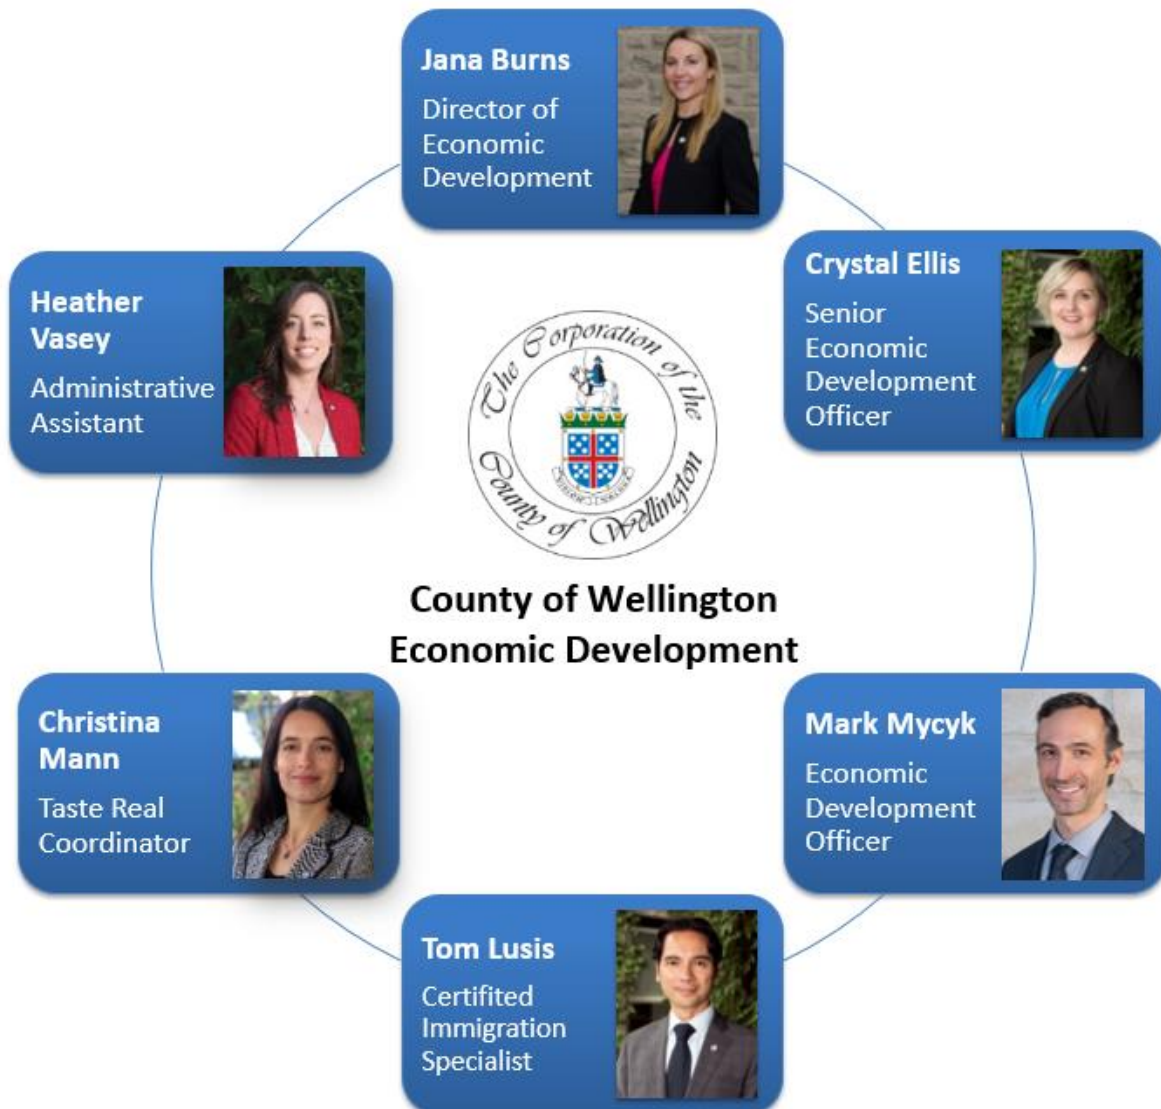 Jana Burns
Director of
Economic
Development
Crystal Ellis
Senior
Economic
Development
Officer
Mark Mycyk
Economic
Development
Officer
Tom Lusis
Certifited
Immigration
Specialist
Christina
Mann
Taste Real
Coordinator
Heather
Vasey
Administrative
Assistant
The Corporation of the
County of Wellington
County of Wellington
Economic Development